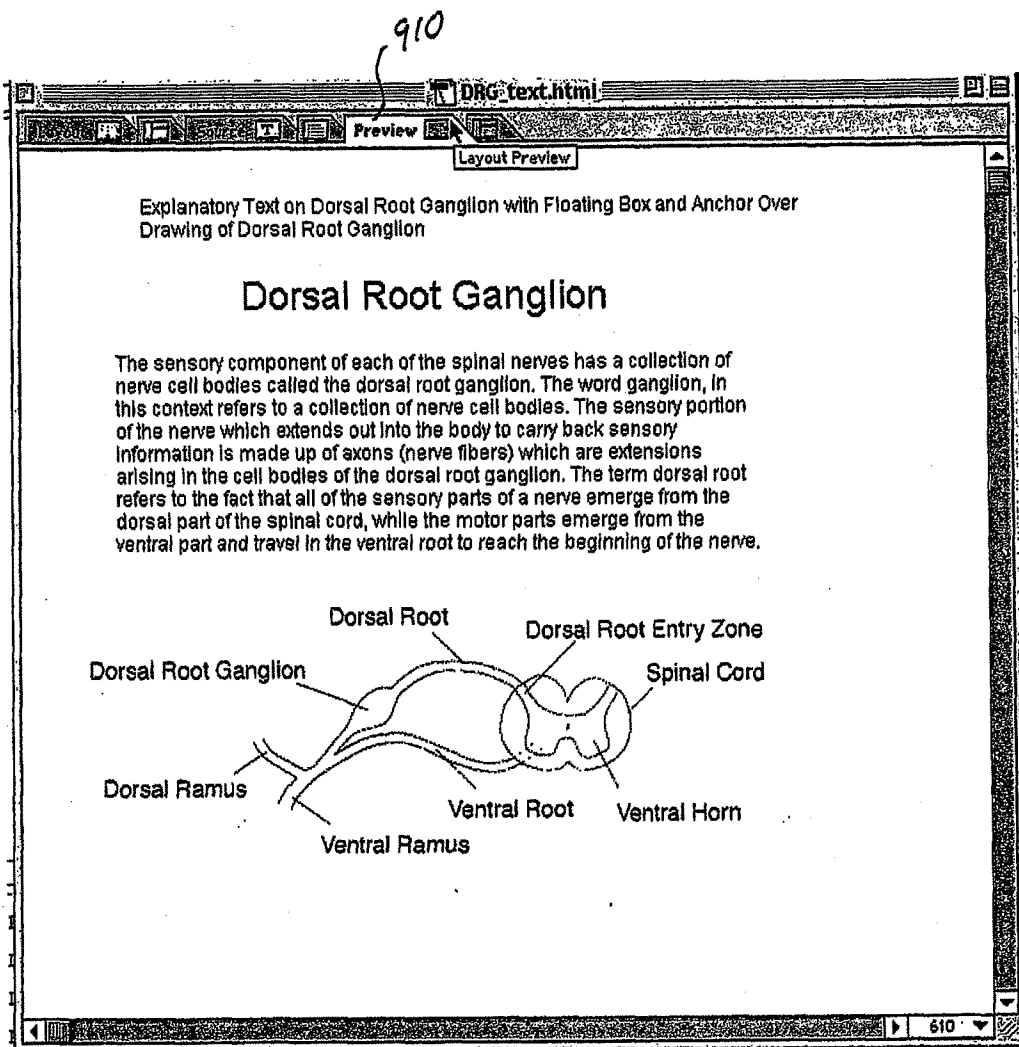 910
DRG_text.html
Preview
Layout Preview
Explanatory Text on Dorsal Root Ganglion with Floating Box and Anchor Over
Drawing of Dorsal Root Ganglion
Dorsal Root Ganglion
The sensory component of each of the spinal nerves has a collection of
nerve cell bodies called the dorsal root ganglion. The word ganglion, in
this context refers to a collection of nerve cell bodies. The sensory portion
of the nerve which extends out into the body to carry back sensory
information is made up of axons (nerve fibers) which are extensions
arising in the cell bodies of the dorsal root ganglion. The term dorsal root
refers to the fact that all of the sensory parts of a nerve emerge from the
dorsal part of the spinal cord, while the motor parts emerge from the
ventral part and travel in the ventral root to reach the beginning of the nerve.
Dorsal Root
Dorsal Root Entry Zone
Dorsal Root Ganglion
Spinal Cord
Dorsal Ramus
Ventral Root
Ventral Horn
Ventral Ramus
610